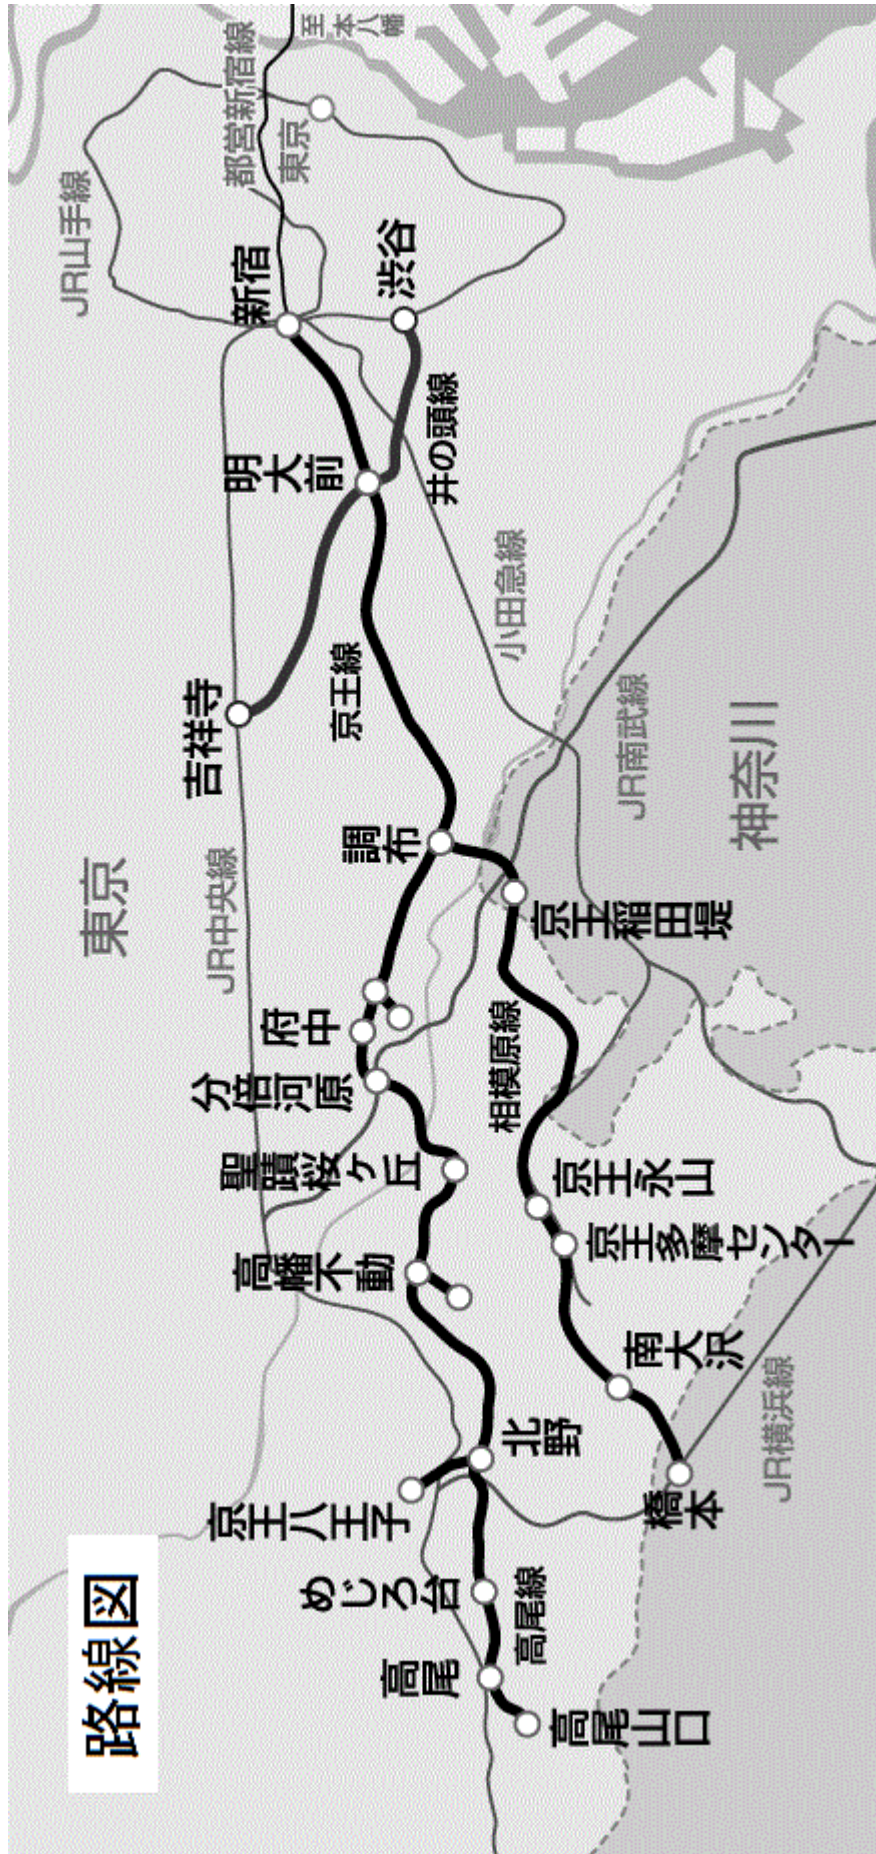 路線図
東京
JR山手線
都営新宿線
至
本八幡
東京
新宿
渋谷
明大前
井の頭線
吉祥寺
京王線
小田急線
JR中央線
調布
JR南武線
神奈川
京王稲田堤
府中
分倍河原
相模原線
聖蹟桜ヶ丘
京王永山
京王多摩センター
高幡不動
南大沢
北野
京王八王子
橋本
JR横浜線
めじろ台
高尾線
高尾
高尾山口